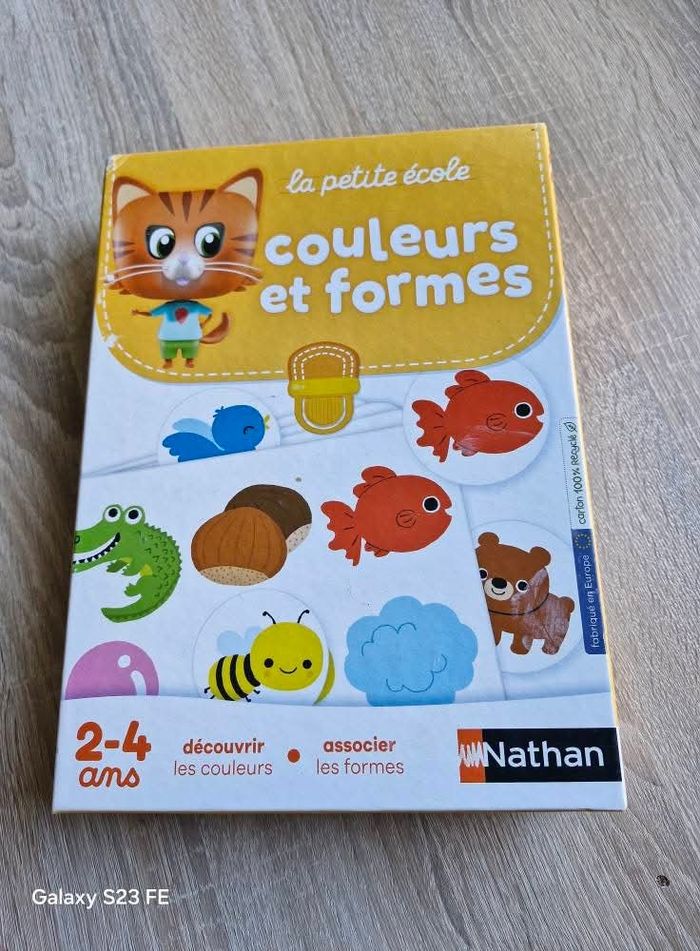 la petite école
couleurs
et formes
carton 100% Recyclé
fabriqué en Europe
2-4
ans
découvrir
les couleurs
associer
les formes
Nathan
Galaxy S23 FE